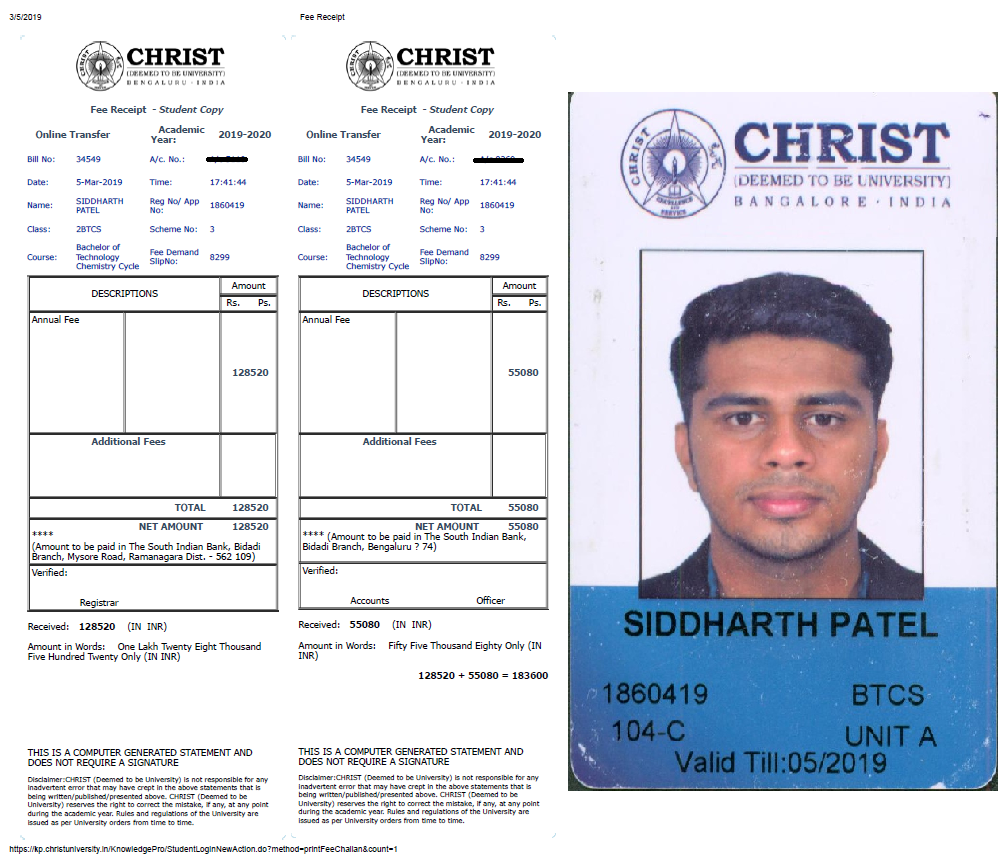 3/5/2019
Fee Receipt
CHRIST
(DEEMED TO BE UNIVERSITY)
BENGALURU · INDIA
Fee Receipt - Student Copy
Online Transfer
Academic Year:
2019-2020
Bill No: 34549 A/c. No.:
Date: 5-Mar-2019 Time: 17:41:44
Name: SIDDHARTH PATEL Reg No/ App No: 1860419
Class: 2BTCS Scheme No: 3
Course: Bachelor of Technology Chemistry Cycle Fee Demand SlipNo: 8299
DESCRIPTIONS
Amount
Rs. Ps.
Annual Fee
128520
Additional Fees
TOTAL 128520
NET AMOUNT 128520
****
(Amount to be paid in The South Indian Bank, Bidadi
Branch, Mysore Road, Ramanagara Dist. - 562 109)
Verified:
Registrar
Received: 128520 (IN INR)
Amount in Words: One Lakh Twenty Eight Thousand
Five Hundred Twenty Only (IN INR)
THIS IS A COMPUTER GENERATED STATEMENT AND
DOES NOT REQUIRE A SIGNATURE
Disclaimer:CHRIST (Deemed to be University) is not responsible for any
inadvertent error that may have crept in the above statements that is
being written/published/presented above. CHRIST (Deemed to be
University) reserves the right to correct the mistake, if any, at any point
during the academic year. Rules and regulations of the University are
issued as per University orders from time to time.
CHRIST
(DEEMED TO BE UNIVERSITY)
BENGALURU · INDIA
Fee Receipt - Student Copy
Online Transfer
Academic Year:
2019-2020
Bill No: 34549 A/c. No.:
Date: 5-Mar-2019 Time: 17:41:44
Name: SIDDHARTH PATEL Reg No/ App No: 1860419
Class: 2BTCS Scheme No: 3
Course: Bachelor of Technology Chemistry Cycle Fee Demand SlipNo: 8299
DESCRIPTIONS
Amount
Rs. Ps.
Annual Fee
55080
Additional Fees
TOTAL 55080
NET AMOUNT 55080
**** (Amount to be paid in The South Indian Bank,
Bidadi Branch, Bengaluru ? 74)
Verified:
Accounts Officer
Received: 55080 (IN INR)
Amount in Words: Fifty Five Thousand Eighty Only (IN
INR)
128520 + 55080 = 183600
THIS IS A COMPUTER GENERATED STATEMENT AND
DOES NOT REQUIRE A SIGNATURE
Disclaimer:CHRIST (Deemed to be University) is not responsible for any
inadvertent error that may have crept in the above statements that is
being written/published/presented above. CHRIST (Deemed to be
University) reserves the right to correct the mistake, if any, at any point
during the academic year. Rules and regulations of the University are
issued as per University orders from time to time.
https://kp.christuniversity.in/KnowledgePro/StudentLoginNewAction.do?method=printFeeChallan&count=1
CHRIST
EXCELLENCE
AND
SERVICE
CHRIST
(DEEMED TO BE UNIVERSITY)
BANGALORE · INDIA
SIDDHARTH PATEL
1860419 BTCS
104-C UNIT A
Valid Till:05/2019